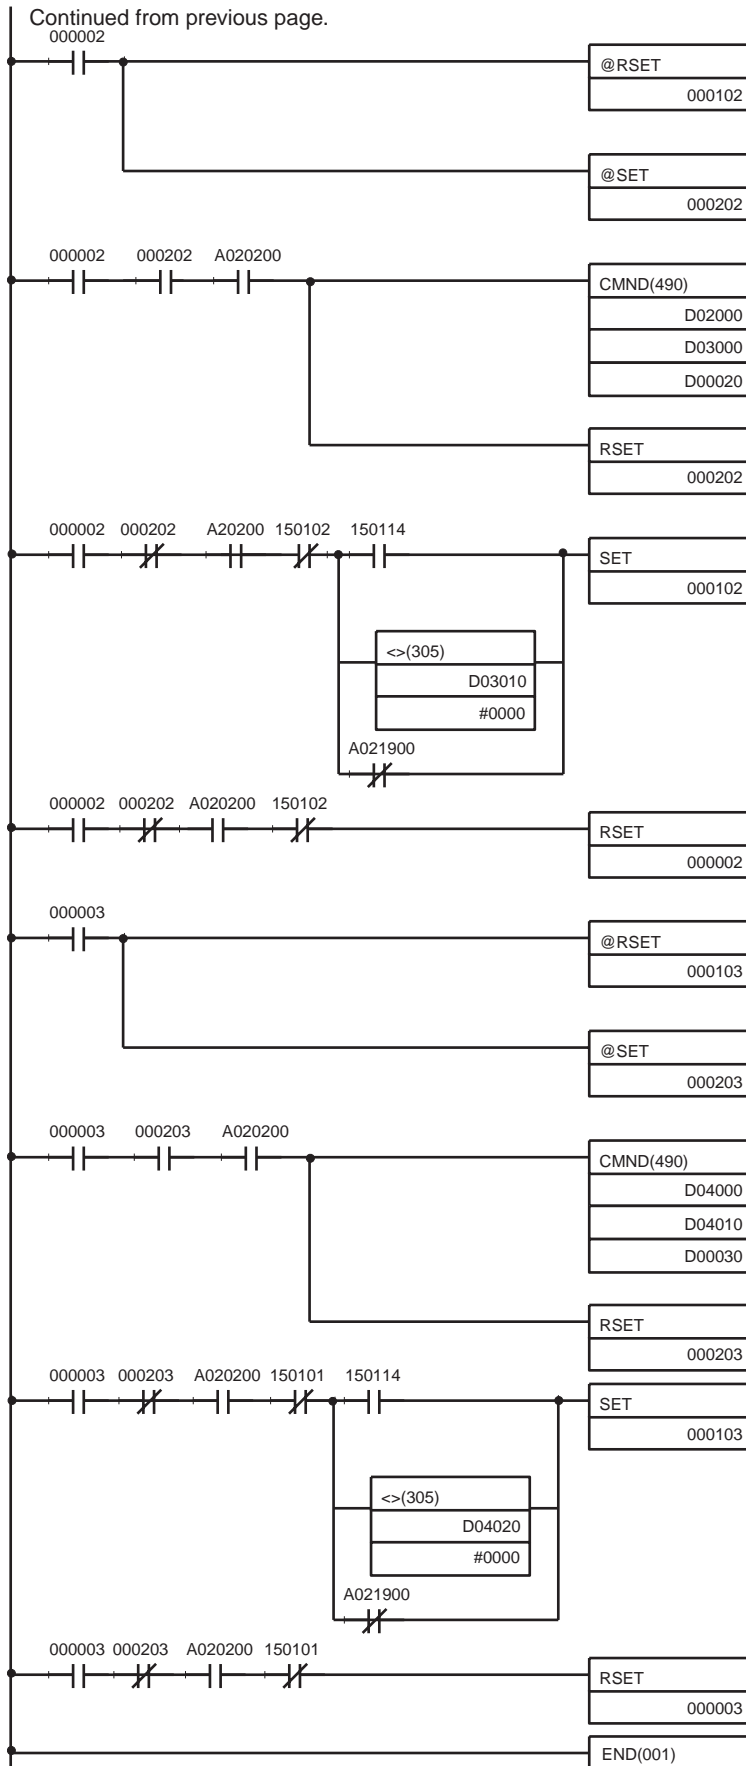 Continued from previous page.
000002
@RSET
000102
@SET
000202
000002 000202 A020200
CMND(490)
D02000
D03000
D00020
RSET
000202
000002 000202 A20200 150102 150114
SET
000102
<>(305)
D03010
#0000
A021900
000002 000202 A020200 150102
RSET
000002
000003
@RSET
000103
@SET
000203
000003 000203 A020200
CMND(490)
D04000
D04010
D00030
RSET
000203
000003 000203 A020200 150101 150114
SET
000103
<>(305)
D04020
#0000
A021900
000003 000203 A020200 150101
RSET
000003
END(001)